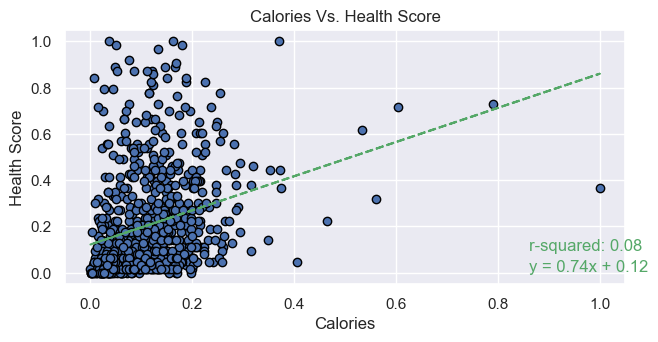 Calories Vs. Health Score
1.0
0.8
0.6
0.4
0.2
0.0
Health Score
r-squared: 0.08
y = 0.74x + 0.12
0.0 0.2 0.4 0.6 0.8 1.0
Calories